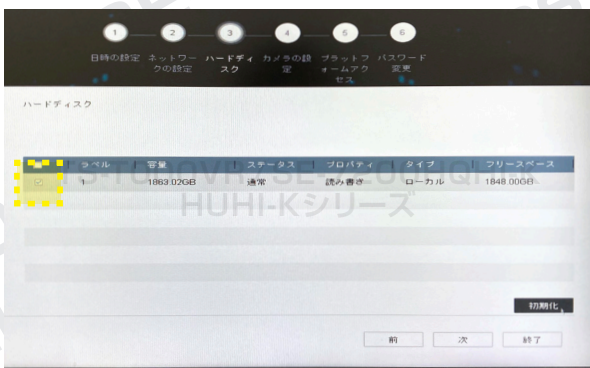 1 2 3 4 5 6
日時の設定 ネットワークの設定 ハードディスク カメラの設定 プラットフォームアクセス パスワード変更
ハードディスク
ラベル 容量 ステータス プロパティ タイプ フリースペース
1 1863.02GB 通常 読み書き ローカル 1848.00GB
HUHI-Kシリーズ
初期化
前 次 終了